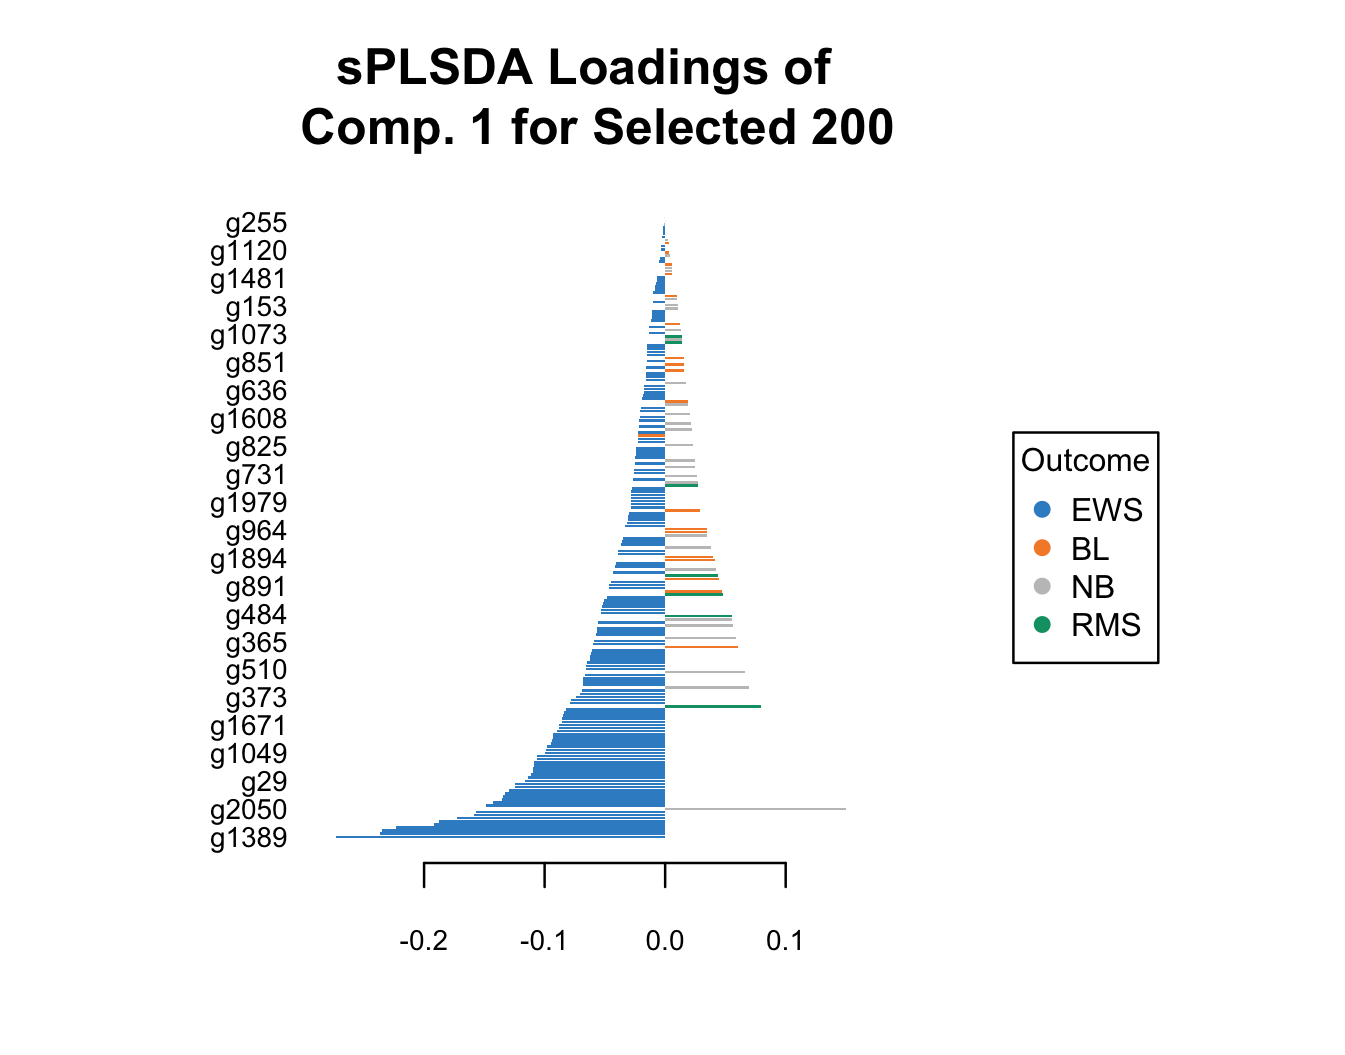 sPLSDA Loadings of
Comp. 1 for Selected 200
g255
g1120
g1481
g153
g1073
g851
g636
g1608
g825
g731
g1979
g964
g1894
g891
g484
g365
g510
g373
g1671
g1049
g29
g2050
g1389
-0.2 -0.1 0.0 0.1
Outcome
EWS
BL
NB
RMS